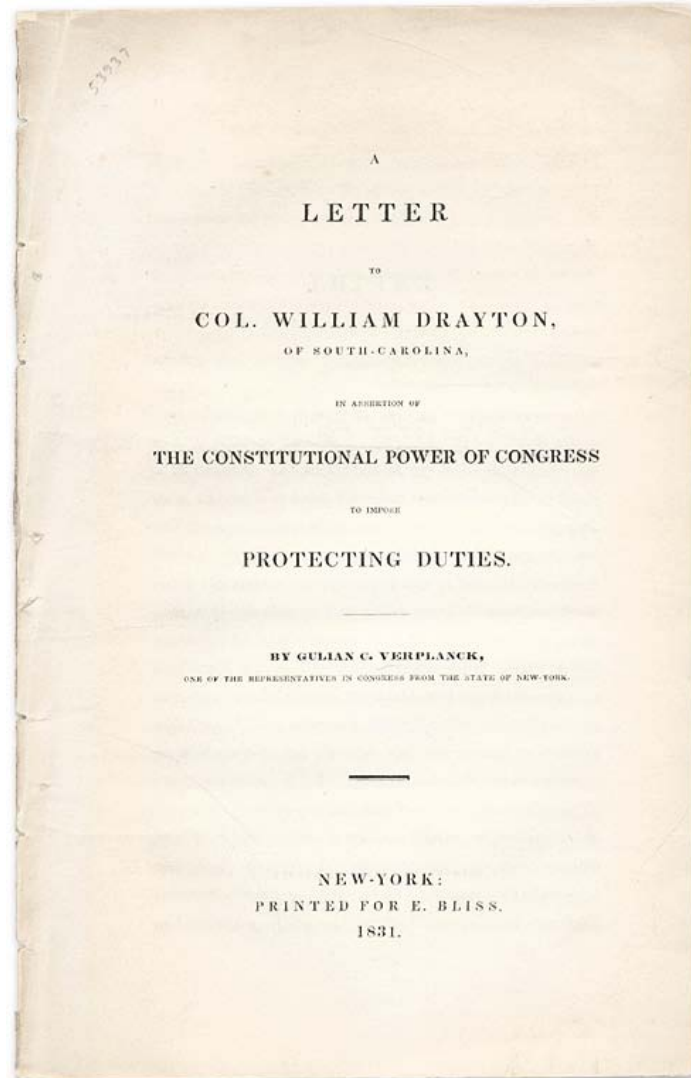 53937
A
LETTER
TO
COL. WILLIAM DRAYTON,
OF SOUTH-CAROLINA,
IN ASSERTION OF
THE CONSTITUTIONAL POWER OF CONGRESS
TO IMPOSE
PROTECTING DUTIES.
BY GULIAN C. VERPLANCK,
ONE OF THE REPRESENTATIVES IN CONGRESS FROM THE STATE OF NEW-YORK.
NEW-YORK:
PRINTED FOR E. BLISS.
1831.